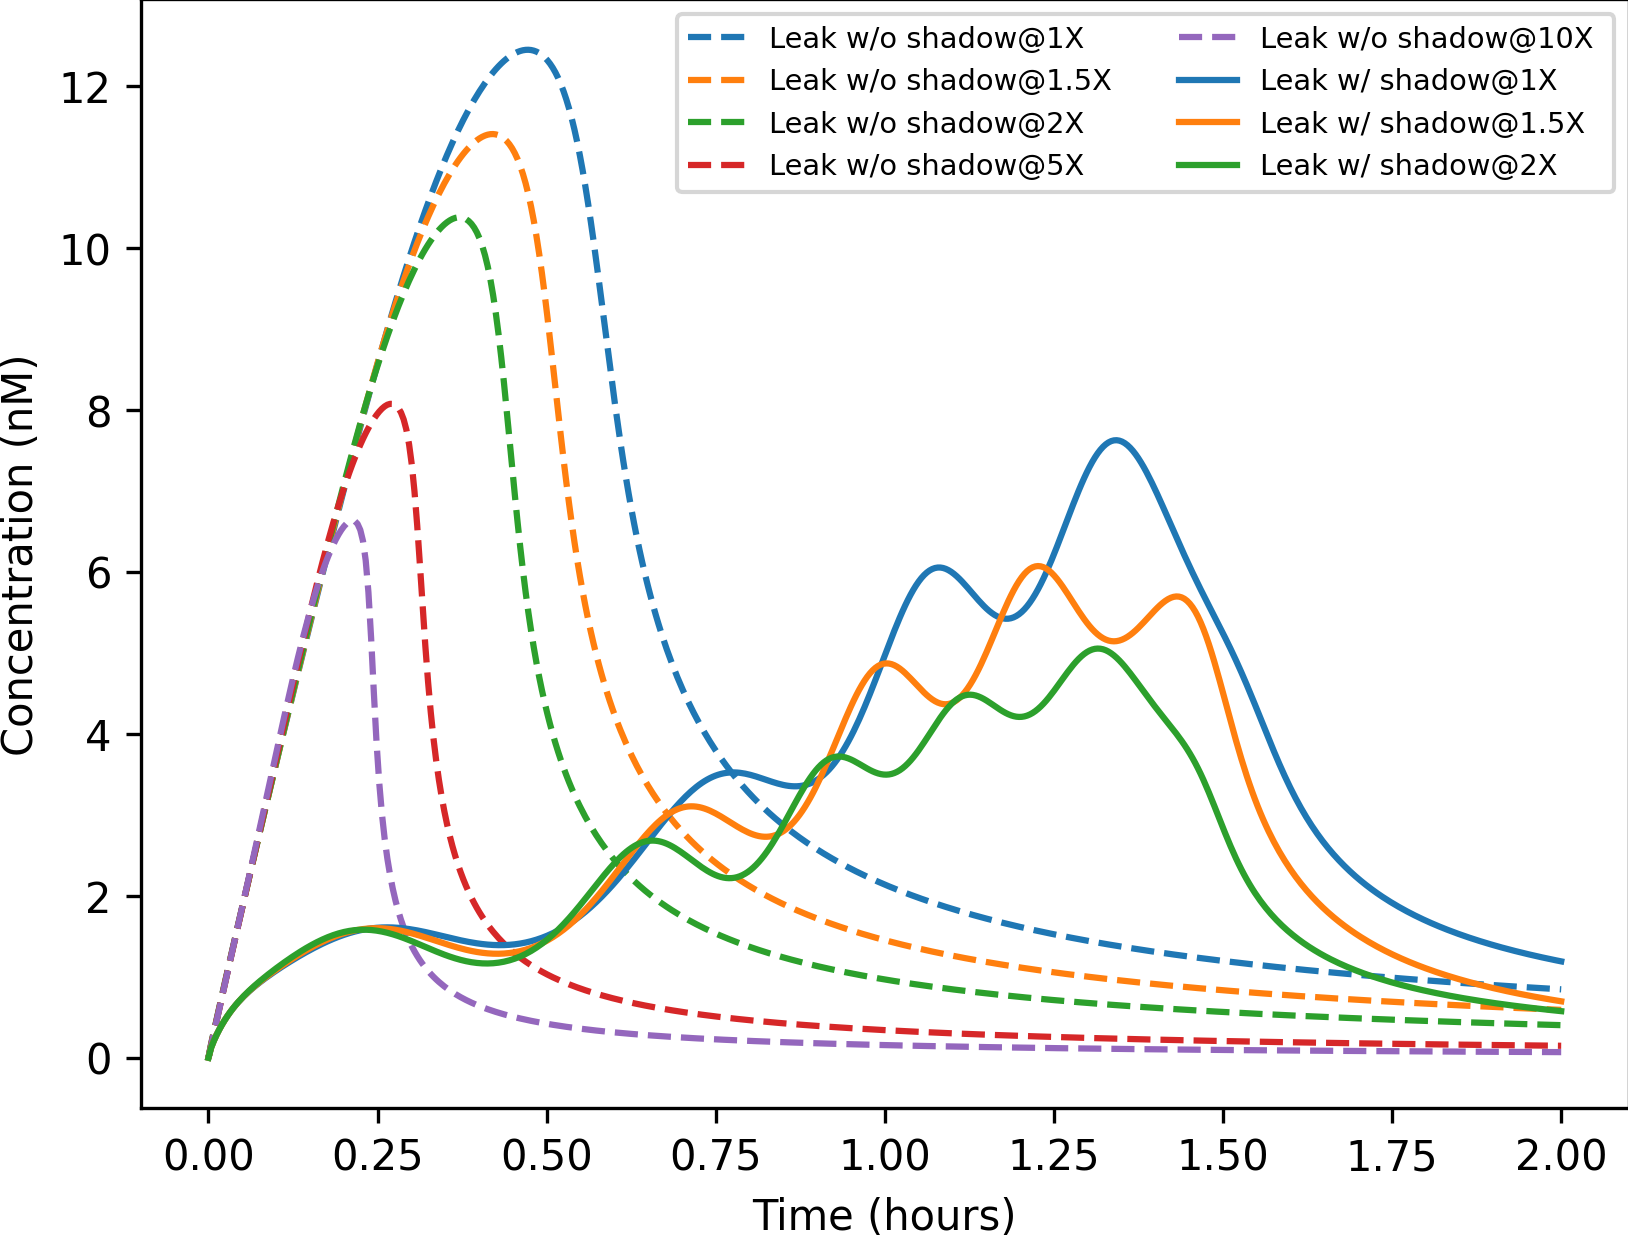 Leak w/o shadow@1X
Leak w/o shadow@1.5X
Leak w/o shadow@2X
Leak w/o shadow@5X
Leak w/o shadow@10X
Leak w/ shadow@1X
Leak w/ shadow@1.5X
Leak w/ shadow@2X
Concentration (nM)
12
10
8
6
4
2
0
0.00 0.25 0.50 0.75 1.00 1.25 1.50 1.75 2.00
Time (hours)